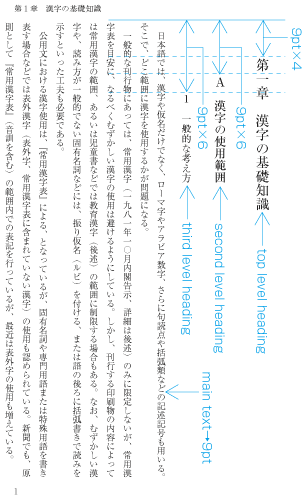 第1章 漢字の基礎知識
9pt×4
第一章 漢字の基礎知識
top level heading
9pt×6
A 漢字の使用範囲
second level heading
9pt×6
1 一般的な考え方
third level heading
main text→9pt
日本語では、漢字や仮名だけでなく、ローマ字やアラビア数字、さらに句読点や括弧類などの記述記号も用いる。
そこで、どこ範囲に漢字を使用するかが問題になる。
一般的な刊行物にあっては、常用漢字(一九八一年一〇月内閣告示、詳細は後述)のみに限定しないが、常用漢
字表を目安に、なるべくむずかしい漢字の使用は避けるようにしている。しかし、刊行する印刷物の内容によって
は常用漢字の範囲、あるいは児童書などでは教育漢字(後述)の範囲に制限する場合もある。なお、むずかしい漢
字や、読み方が一般的でない固有名詞などには、振り仮名(ルビ)を付ける、または語の後ろに括弧書きで読みを
示すといった工夫も必要である。
公用文における漢字使用は、「常用漢字表」による、となっているが、固有名詞や専門用語または特殊用語を書き
表す場合などでは表外漢字(表外字、常用漢字表に含まれていない漢字)の使用も認められている。新聞でも、原
則として『常用漢字表』(音訓を含む)の範囲内での表記を行っているが、最近は表外字の使用も増えている。
1